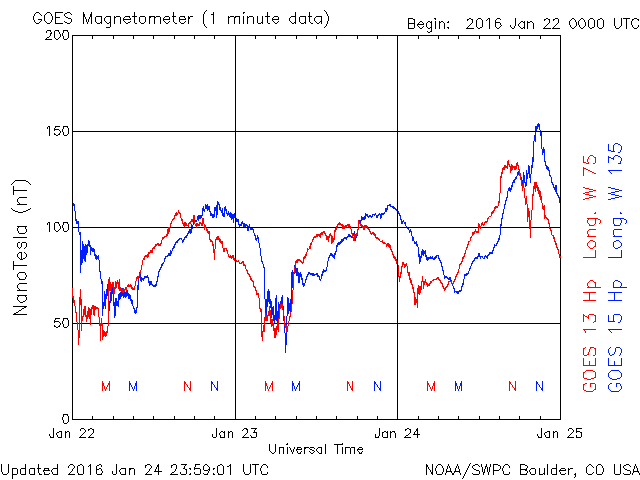 GOES Magnetometer (1 minute data)
Begin: 2016 Jan 22 0000 UTC
200
150
100
50
0
NanoTesla (nT)
M M N N M M N N M M N N
Jan 22 Jan 23 Jan 24 Jan 25
Universal Time
GOES 13 Hp Long. W 75
GOES 15 Hp Long. W 135
Updated 2016 Jan 24 23:59:01 UTC
NOAA/SWPC Boulder, CO USA